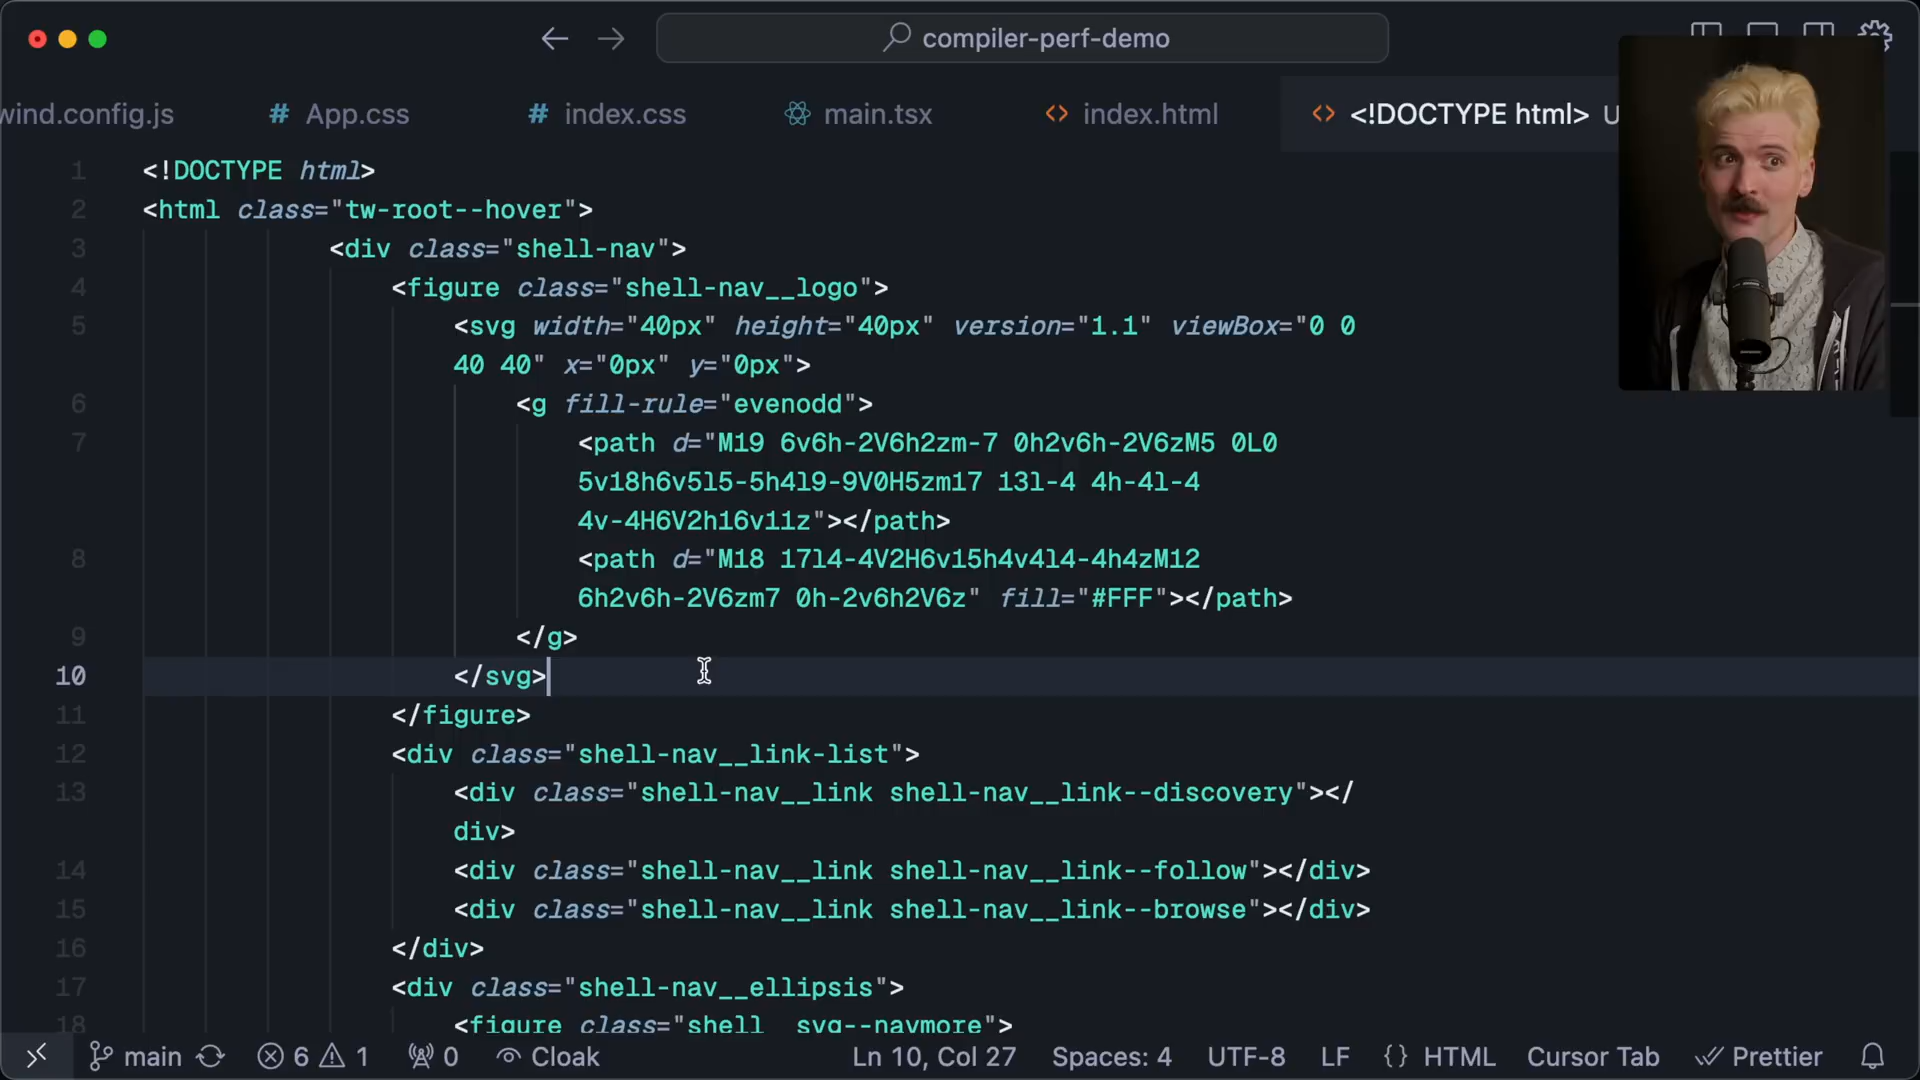 compiler-perf-demo
wind.config.js
# App.css
# index.css
main.tsx
<> index.html
<> <!DOCTYPE html> U
1 <!DOCTYPE html>
2 <html class="tw-root--hover">
3 <div class="shell-nav">
4 <figure class="shell-nav__logo">
5 <svg width="40px" height="40px" version="1.1" viewBox="0 0
40 40" x="0px" y="0px">
6 <g fill-rule="evenodd">
7 <path d="M19 6v6h-2V6h2zm-7 0h2v6h-2V6zM5 0L0
5v18h6v5l5-5h4l9-9V0H5zm17 13l-4 4h-4l-4
4v-4H6V2h16v11z"></path>
8 <path d="M18 17l4-4V2H6v15h4v4l4-4h4zM12
6h2v6h-2V6zm7 0h-2v6h2V6z" fill="#FFF"></path>
9 </g>
10 </svg>
11 </figure>
12 <div class="shell-nav__link-list">
13 <div class="shell-nav__link shell-nav__link--discovery"></
div>
14 <div class="shell-nav__link shell-nav__link--follow"></div>
15 <div class="shell-nav__link shell-nav__link--browse"></div>
16 </div>
17 <div class="shell-nav__ellipsis">
18 <figure class="shell__svg--navmore">
main 6 1 0 Cloak Ln 10, Col 27 Spaces: 4 UTF-8 LF {} HTML Cursor Tab Prettier